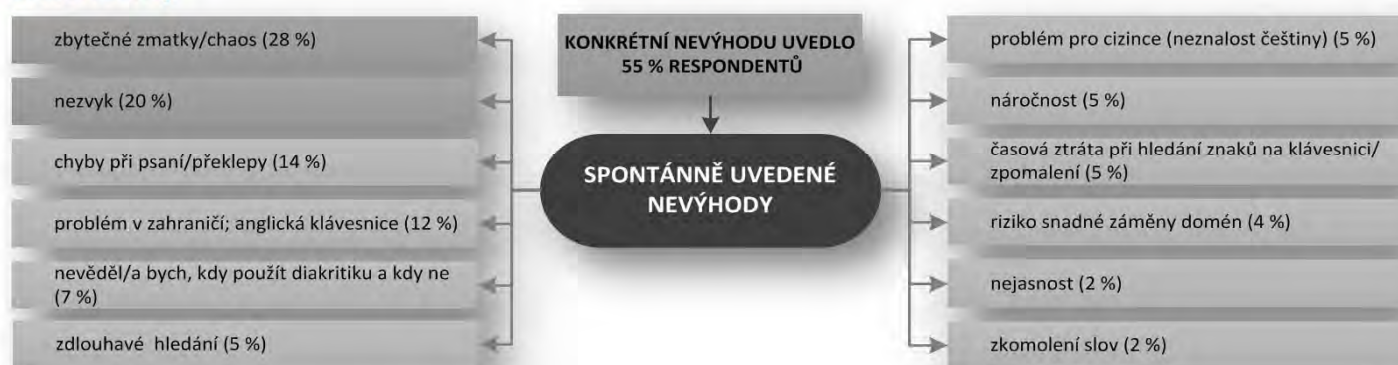 KONKRÉTNÍ NEVÝHODU UVEDLO
55 % RESPONDENTŮ
SPONTÁNNĚ UVEDENÉ
NEVÝHODY
zbytečné zmatky/chaos (28 %)
nezvyk (20 %)
chyby při psaní/překlepy (14 %)
problém v zahraničí; anglická klávesnice (12 %)
nevěděl/a bych, kdy použít diakritiku a kdy ne
(7 %)
zdlouhavé hledání (5 %)
problém pro cizince (neznalost češtiny) (5 %)
náročnost (5 %)
časová ztráta při hledání znaků na klávesnici/
zpomalení (5 %)
riziko snadné záměny domén (4 %)
nejasnost (2 %)
zkomolení slov (2 %)